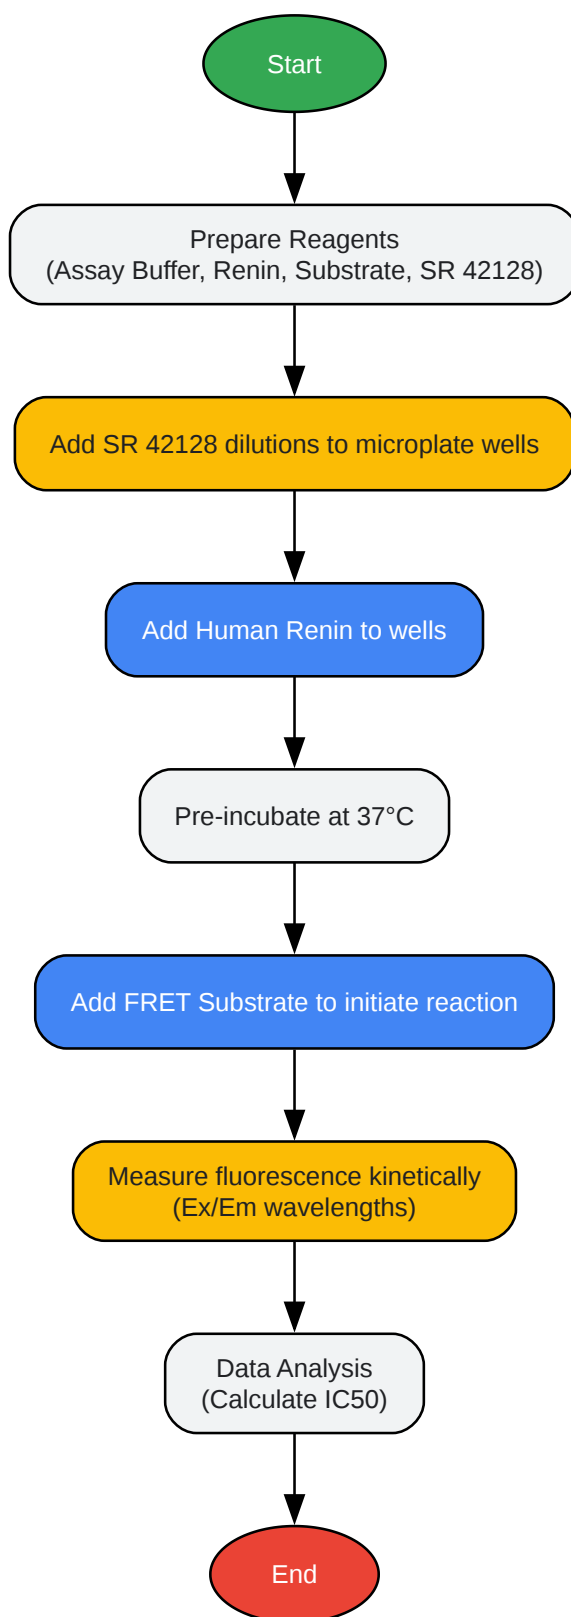 Start
Prepare Reagents
(Assay Buffer, Renin, Substrate, SR 42128)
Add SR 42128 dilutions to microplate wells
Add Human Renin to wells
Pre-incubate at 37°C
Add FRET Substrate to initiate reaction
Measure fluorescence kinetically
(Ex/Em wavelengths)
Data Analysis
(Calculate IC50)
End